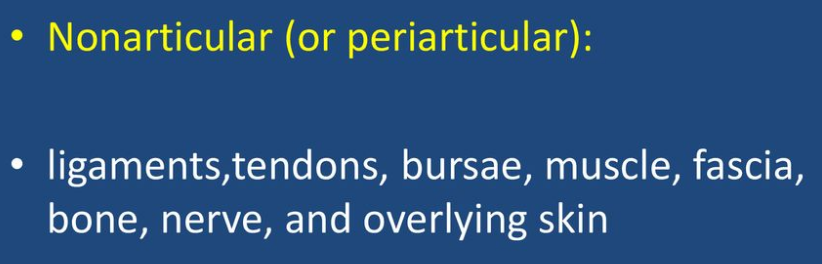 • Nonarticular (or periarticular):
• ligaments,tendons, bursae, muscle, fascia,
bone, nerve, and overlying skin